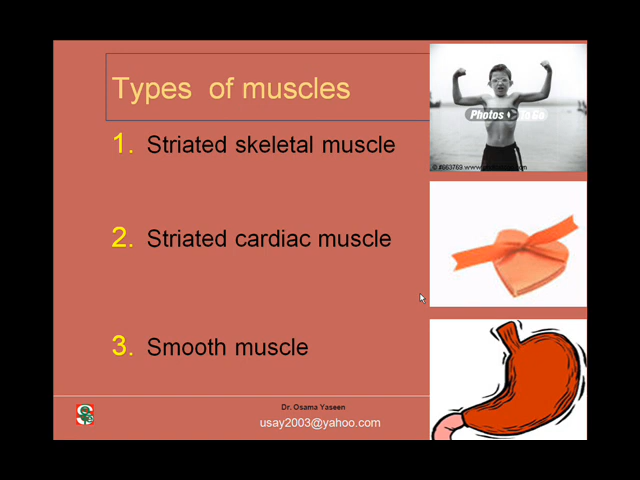 Types of muscles
1. Striated skeletal muscle
Photos To Go
2. Striated cardiac muscle
3. Smooth muscle
Dr. Osama Yaseen
usay2003@yahoo.com